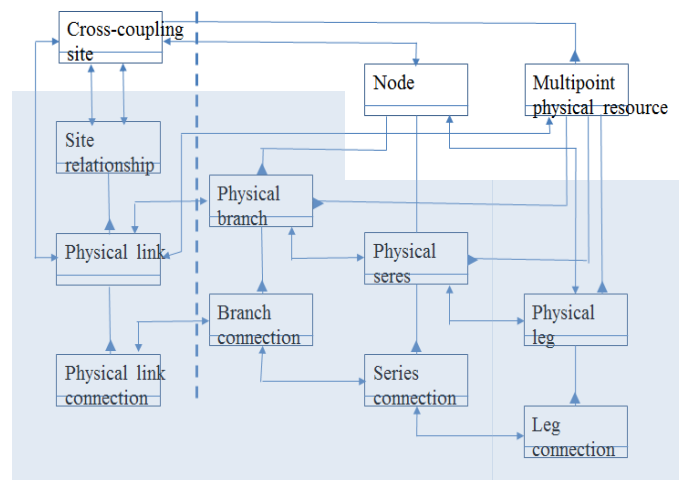 Cross-coupling
site
Node
Multipoint
physical resource
Site
relationship
Physical
branch
Physical link
Physical
seres
Branch
connection
Physical
leg
Physical link
connection
Series
connection
Leg
connection